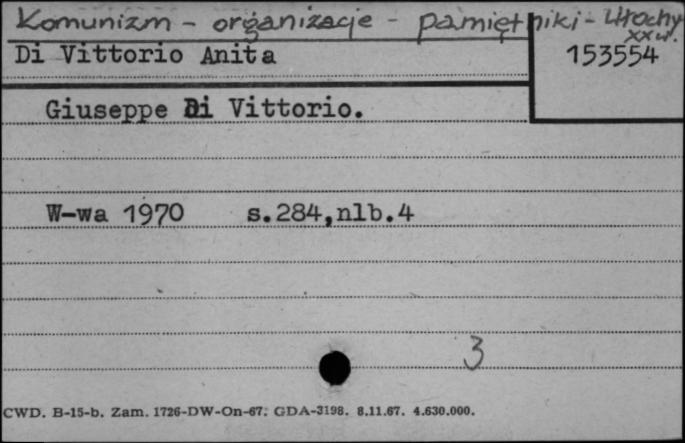 Komunizm - organizacje - pamiętniki - Włochy
XX w.
Di Vittorio Anita
153554
Giuseppe Di Vittorio.
W-wa 1970 s.284,nlb.4
3
CWD. B-15-b. Zam. 1726-DW-On-67. GDA-3198. 8.11.67. 4.630.000.